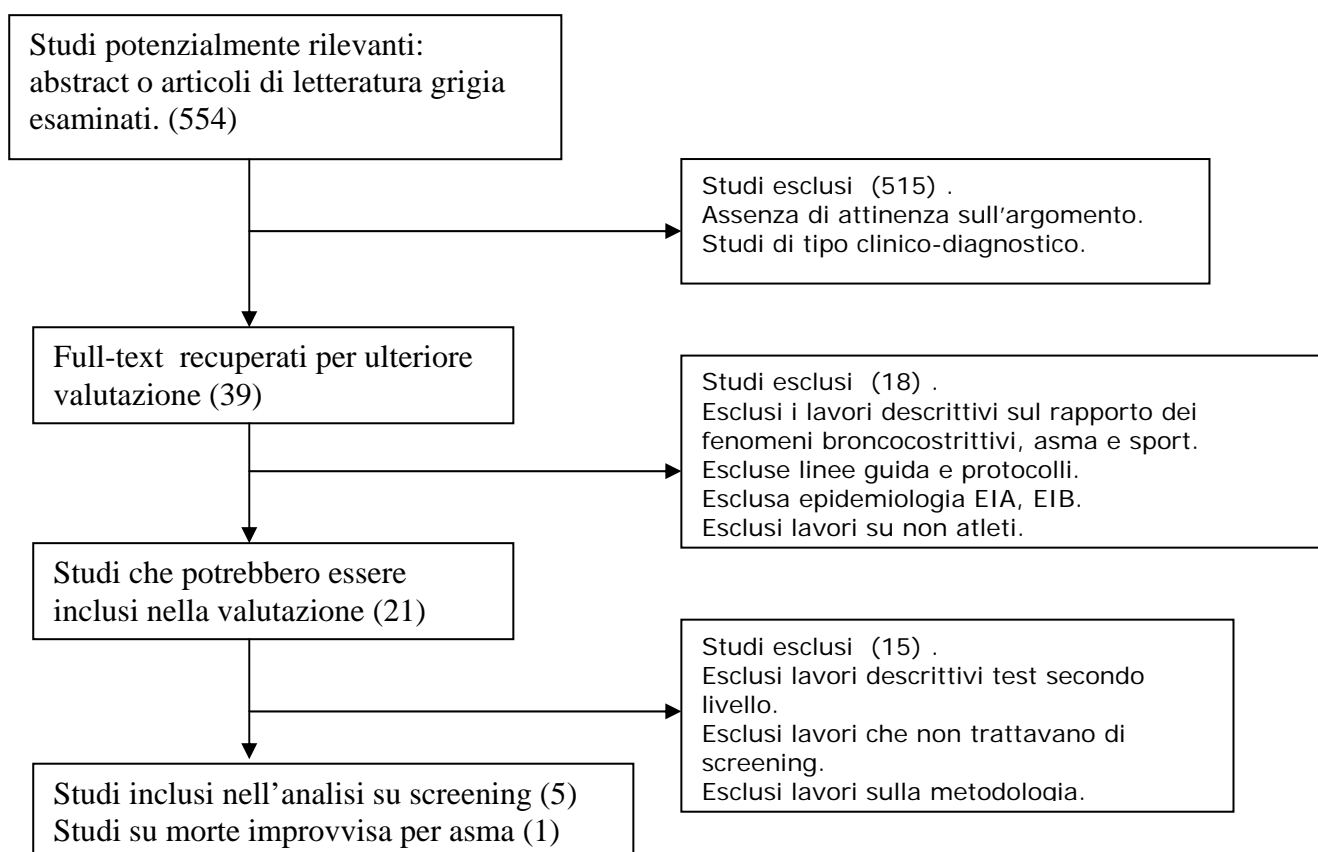 Studi potenzialmente rilevanti:
abstract o articoli di letteratura grigia
esaminati. (554)
Studi esclusi  (515) .
Assenza di attinenza sull'argomento.
Studi di tipo clinico-diagnostico.
Full-text  recuperati per ulteriore
valutazione (39)
Studi esclusi  (18) .
Esclusi i lavori descrittivi sul rapporto dei
fenomeni broncocostrittivi, asma e sport.
Escluse linee guida e protocolli.
Esclusa epidemiologia EIA, EIB.
Esclusi lavori su non atleti.
Studi che potrebbero essere
inclusi nella valutazione (21)
Studi esclusi  (15) .
Esclusi lavori descrittivi test secondo
livello.
Esclusi lavori che non trattavano di
screening.
Esclusi lavori sulla metodologia.
Studi inclusi nell'analisi su screening (5)
Studi su morte improvvisa per asma (1)